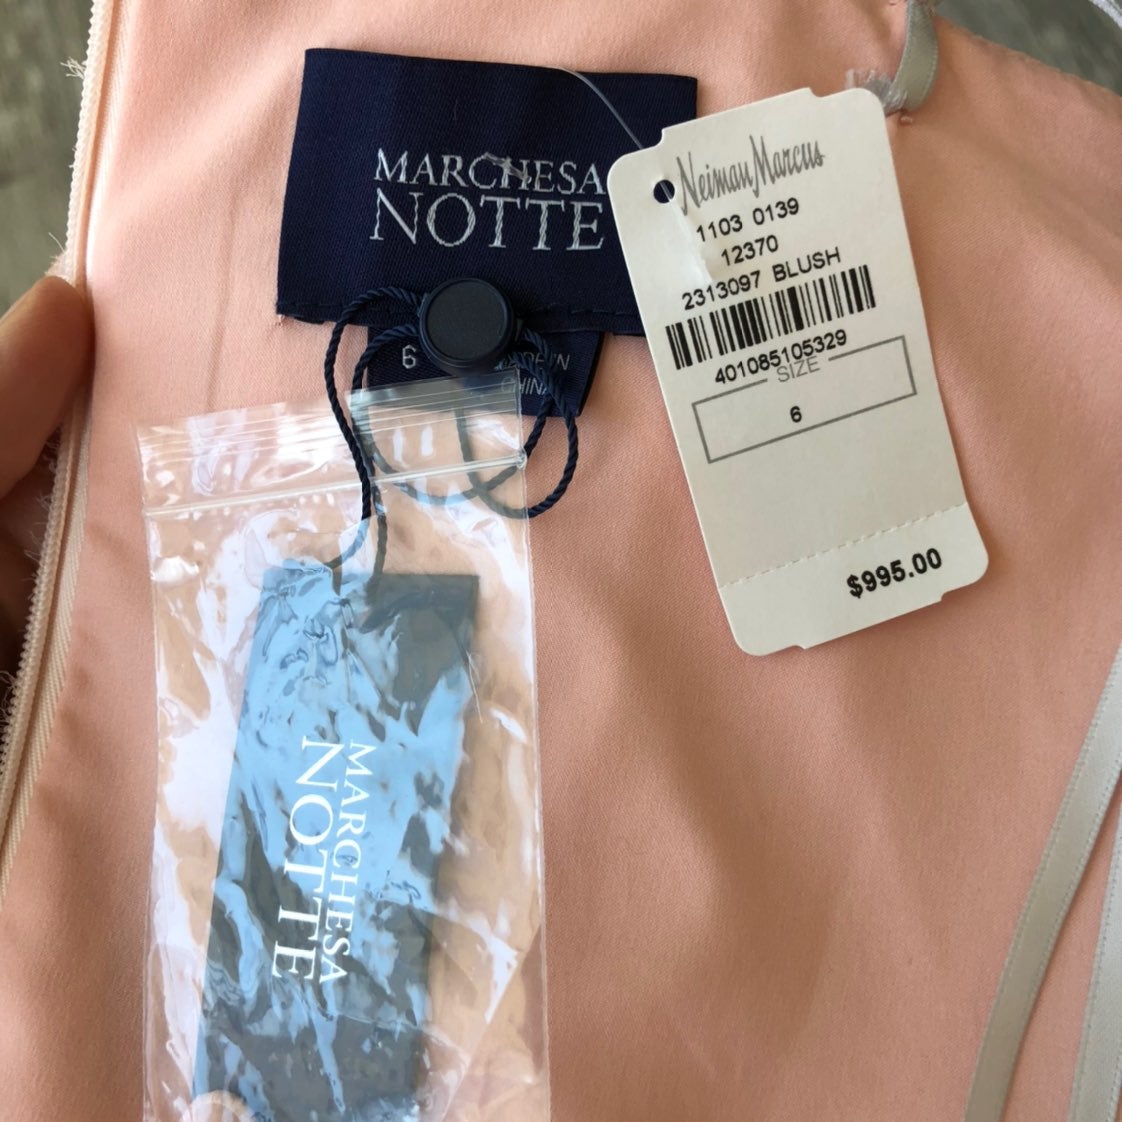 MARCHESA
NOTTE
6
MADE IN
CHINA
Neiman Marcus
1103 0139
12370
2313097 BLUSH
401085105329
SIZE
6
$995.00
MARCHESA
NOTTE